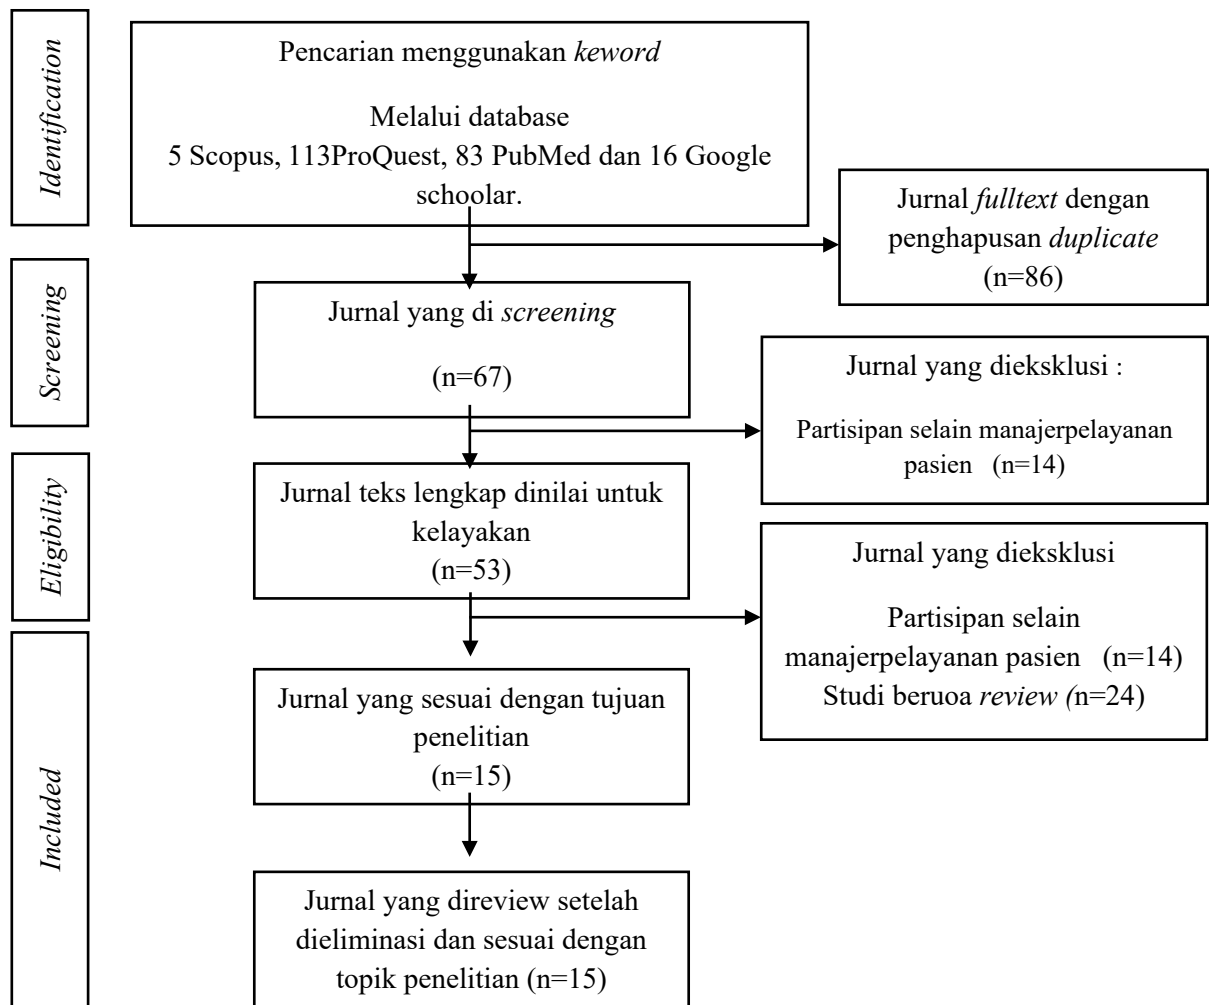 Identification
Pencarian menggunakan keword
Melalui database
5 Scopus, 113ProQuest, 83 PubMed dan 16 Google
schoolar.
Jurnal fulltext dengan
penghapusan duplicate
(n=86)
Screening
Jurnal yang di screening
(n=67)
Jurnal yang dieksklusi :
Partisipan selain manajerpelayanan
pasien (n=14)
Eligibility
Jurnal teks lengkap dinilai untuk
kelayakan
(n=53)
Jurnal yang dieksklusi
Partisipan selain
manajerpelayanan pasien (n=14)
Studi beruoa review (n=24)
Included
Jurnal yang sesuai dengan tujuan
penelitian
(n=15)
Jurnal yang direview setelah
dieliminasi dan sesuai dengan
topik penelitian (n=15)